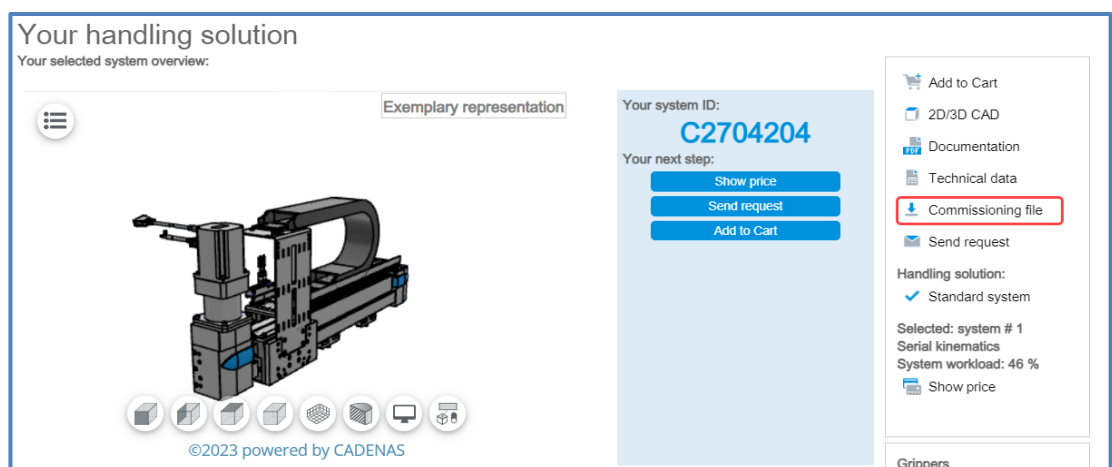 Your handling solution
Your selected system overview:
Exemplary representation
©2023 powered by CADENAS
Your system ID:
C2704204
Your next step:
Show price
Send request
Add to Cart
Add to Cart
2D/3D CAD
PDF
Documentation
Technical data
Commissioning file
Send request
Handling solution:
Standard system
Selected: system # 1
Serial kinematics
System workload: 46 %
Show price
Grippers